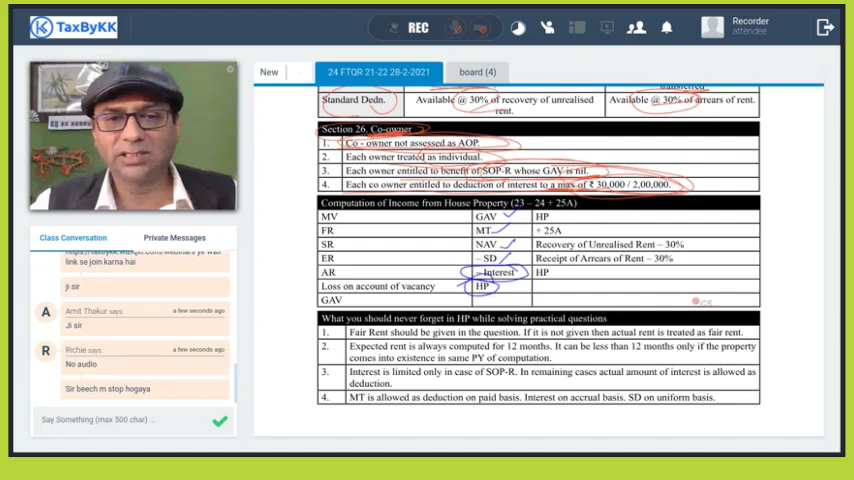 TaxByKK
REC
Recorder
attendee
New
24 FTQR 21-22 28-2-2021
board (4)
transferred
Standard Dedn.
Available @ 30% of recovery of unrealised rent.
Available @ 30% of arrears of rent.
Section 26. Co-owner
1. Co - owner not assessed as AOP.
2. Each owner treated as individual.
3. Each owner entitled to benefit of SOP-R whose GAV is nil.
4. Each co owner entitled to deduction of interest to a max of ₹ 30,000 / 2,00,000.
Computation of Income from House Property (23 – 24 + 25A)
MV GAV HP
FR MT + 25A
SR NAV Recovery of Unrealised Rent – 30%
ER – SD Receipt of Arrears of Rent – 30%
AR – Interest HP
Loss on account of vacancy HP
GAV
What you should never forget in HP while solving practical questions
1. Fair Rent should be given in the question. If it is not given then actual rent is treated as fair rent.
2. Expected rent is always computed for 12 months. It can be less than 12 months only if the property
comes into existence in same PY of computation.
3. Interest is limited only in case of SOP-R. In remaining cases actual amount of interest is allowed as
deduction.
4. MT is allowed as deduction on paid basis. Interest on accrual basis. SD on uniform basis.
Class Conversation
Private Messages
link se join karna hai
ji sir
A
Amit Thakur says:
a few seconds ago
Ji sir
R
Richie says:
a few seconds ago
No audio
Sir beech m stop hogaya
Say Something (max 500 char) ...